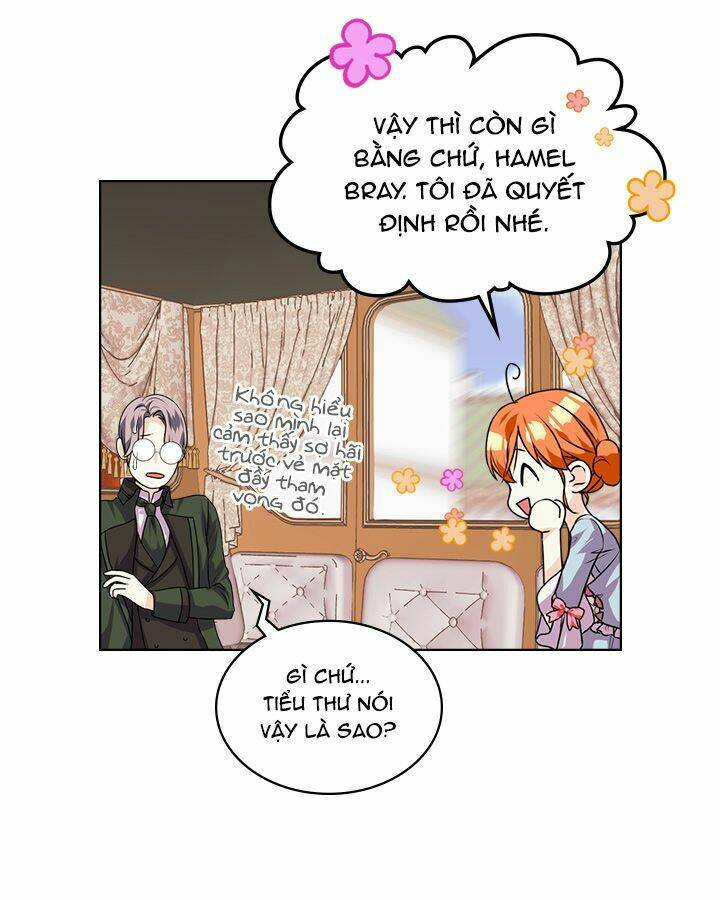 VẬY THÌ CÒN GÌ
BẰNG CHỨ, HAMEL
BRAY. TÔI ĐÃ QUYẾT
ĐỊNH RỒI NHÉ.
Không hiểu
sao mình lại
cảm thấy sợ hãi
trước vẻ mặt
đầy tham
vọng đó.
GÌ CHỨ...
TIỂU THƯ NÓI
VẬY LÀ SAO?